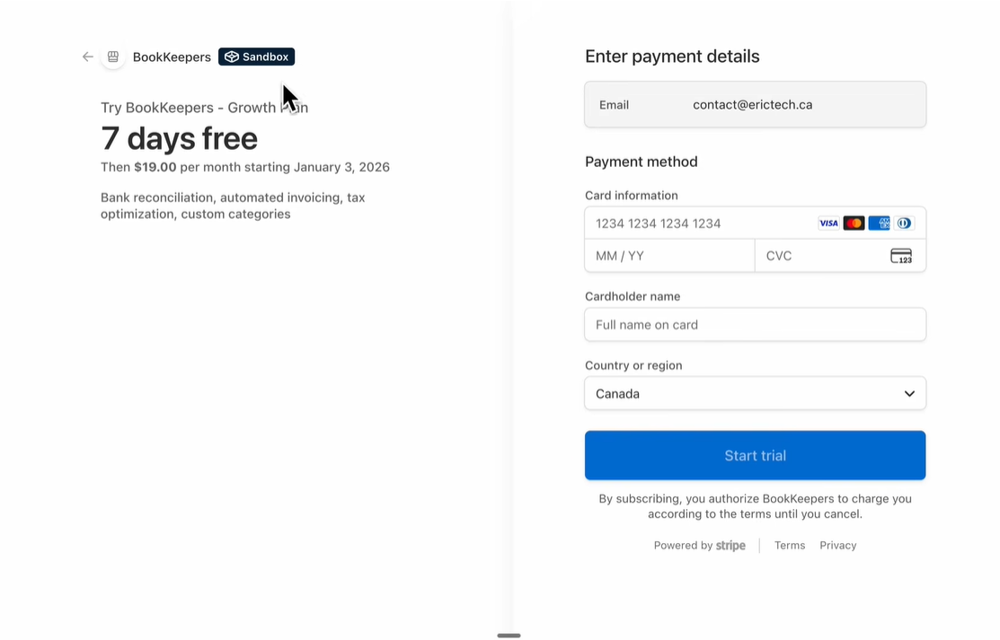 BookKeepers Sandbox
Try BookKeepers - Growth Plan
7 days free
Then $19.00 per month starting January 3, 2026
Bank reconciliation, automated invoicing, tax
optimization, custom categories
Enter payment details
Email contact@erictech.ca
Payment method
Card information
1234 1234 1234 1234 VISA AM EX
MM / YY CVC 123
Cardholder name
Full name on card
Country or region
Canada
Start trial
By subscribing, you authorize BookKeepers to charge you
according to the terms until you cancel.
Powered by stripe Terms Privacy